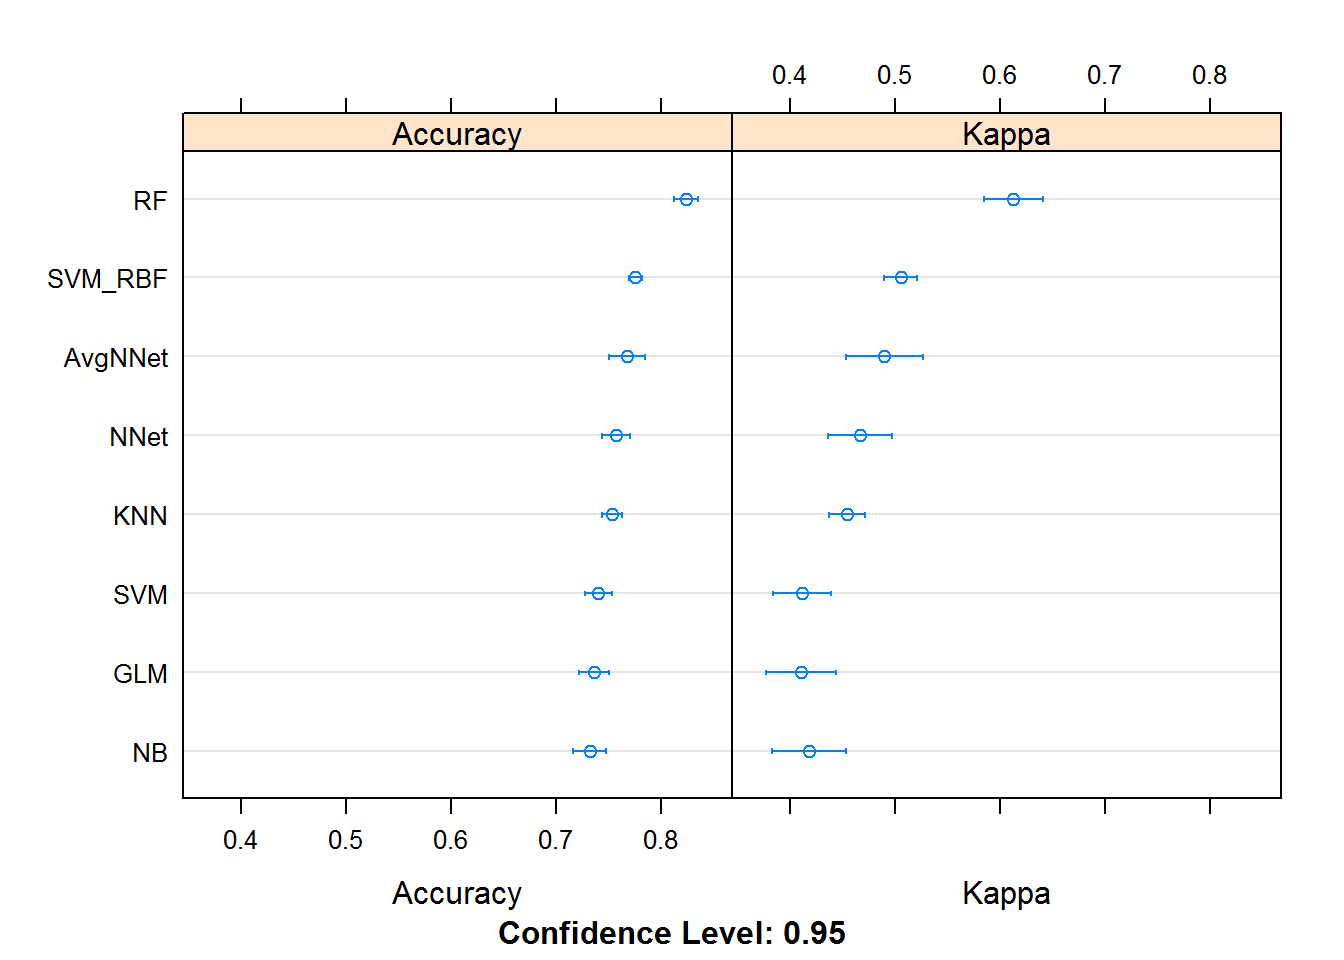 0.4 0.5 0.6 0.7 0.8
Accuracy Kappa
RF
SVM_RBF
AvgNNet
NNet
KNN
SVM
GLM
NB
0.4 0.5 0.6 0.7 0.8
Accuracy Kappa
Confidence Level: 0.95